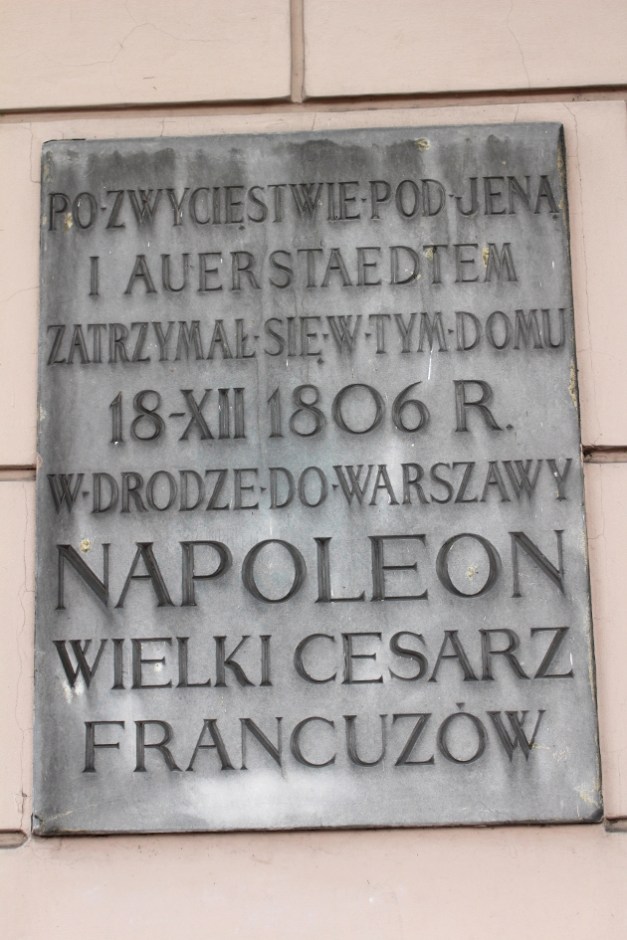 PO·ZWYCIĘSTWIE·POD·JENĄ
I AUERSTAEDTEM
ZATRZYMAŁ·SIĘ·W·TYM·DOMU
18-XII 1806 R.
W·DRODZE·DO·WARSZAWY
NAPOLEON
WIELKI CESARZ
FRANCUZÓW